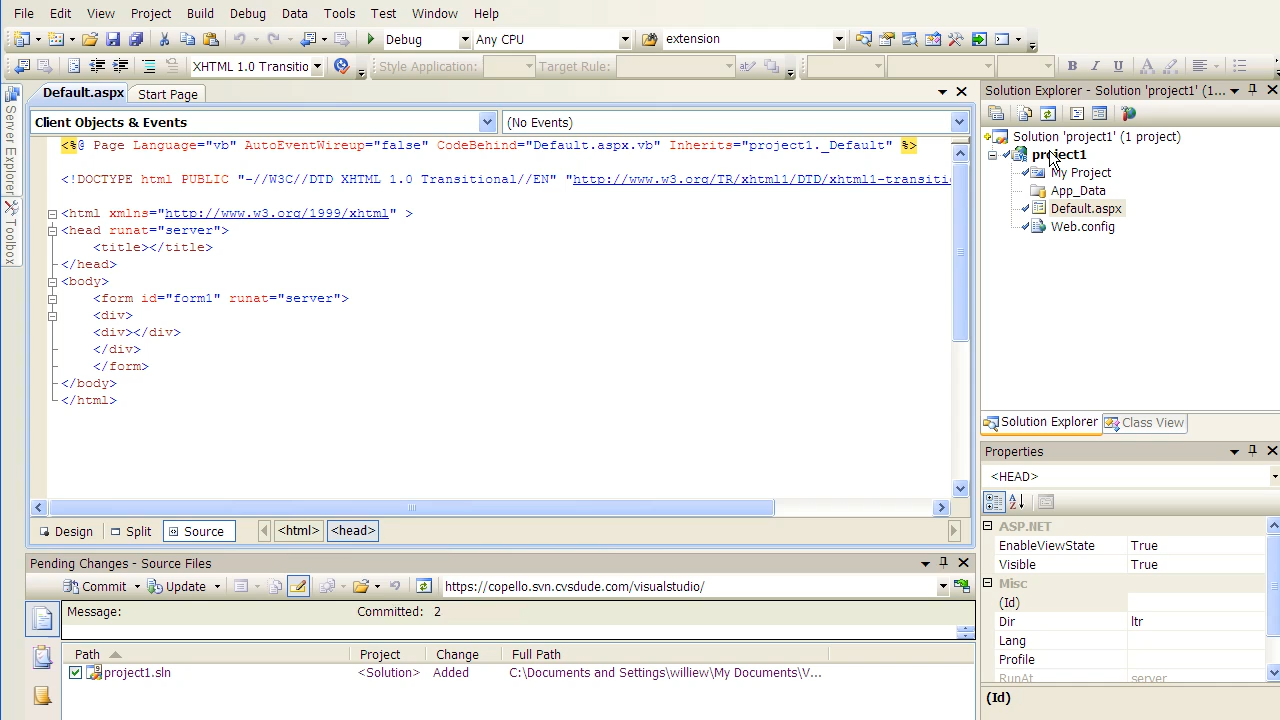 File Edit View Project Build Debug Data Tools Test Window Help
Debug Any CPU extension
XHTML 1.0 Transitio Style Application: Target Rule: B I U A
Default.aspx Start Page
Solution Explorer - Solution 'project1' (1...
Server Explorer
Toolbox
Client Objects & Events (No Events)
<%@ Page Language="vb" AutoEventWireup="false" CodeBehind="Default.aspx.vb" Inherits="project1._Default" %>
<!DOCTYPE html PUBLIC "-//W3C//DTD XHTML 1.0 Transitional//EN" "http://www.w3.org/TR/xhtml1/DTD/xhtml1-transitio
<html xmlns="http://www.w3.org/1999/xhtml" >
<head runat="server">
<title></title>
</head>
<body>
<form id="form1" runat="server">
<div>
<div></div>
</div>
</form>
</body>
</html>
Design Split Source <html> <head>
Solution 'project1' (1 project)
project1
My Project
App_Data
Default.aspx
Web.config
Solution Explorer Class View
Properties
<HEAD>
ASP.NET
EnableViewState True
Visible True
Misc
(Id)
Dir ltr
Lang
Profile
RunAt server
(Id)
Pending Changes - Source Files
Commit Update https://copello.svn.cvsdude.com/visualstudio/
Message: Committed: 2
Path Project Change Full Path
project1.sln <Solution> Added C:\Documents and Settings\williew\My Documents\V...